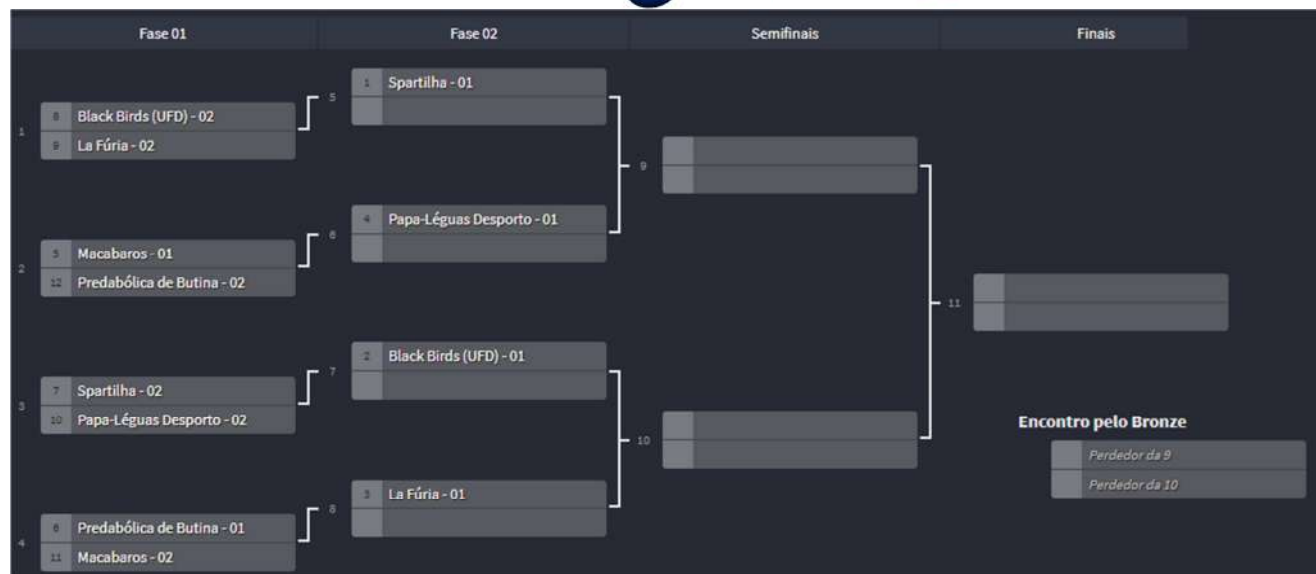 Fase 01
Fase 02
Semifinais
Finais
1
8 Black Birds (UFD) - 02
9 La Fúria - 02
2
5 Macabaros - 01
12 Predabólica de Butina - 02
3
7 Spartilha - 02
10 Papa-Léguas Desporto - 02
4
6 Predabólica de Butina - 01
11 Macabaros - 02
5
1 Spartilha - 01
6
4 Papa-Léguas Desporto - 01
7
2 Black Birds (UFD) - 01
8
3 La Fúria - 01
9
10
11
Encontro pelo Bronze
Perdedor da 9
Perdedor da 10